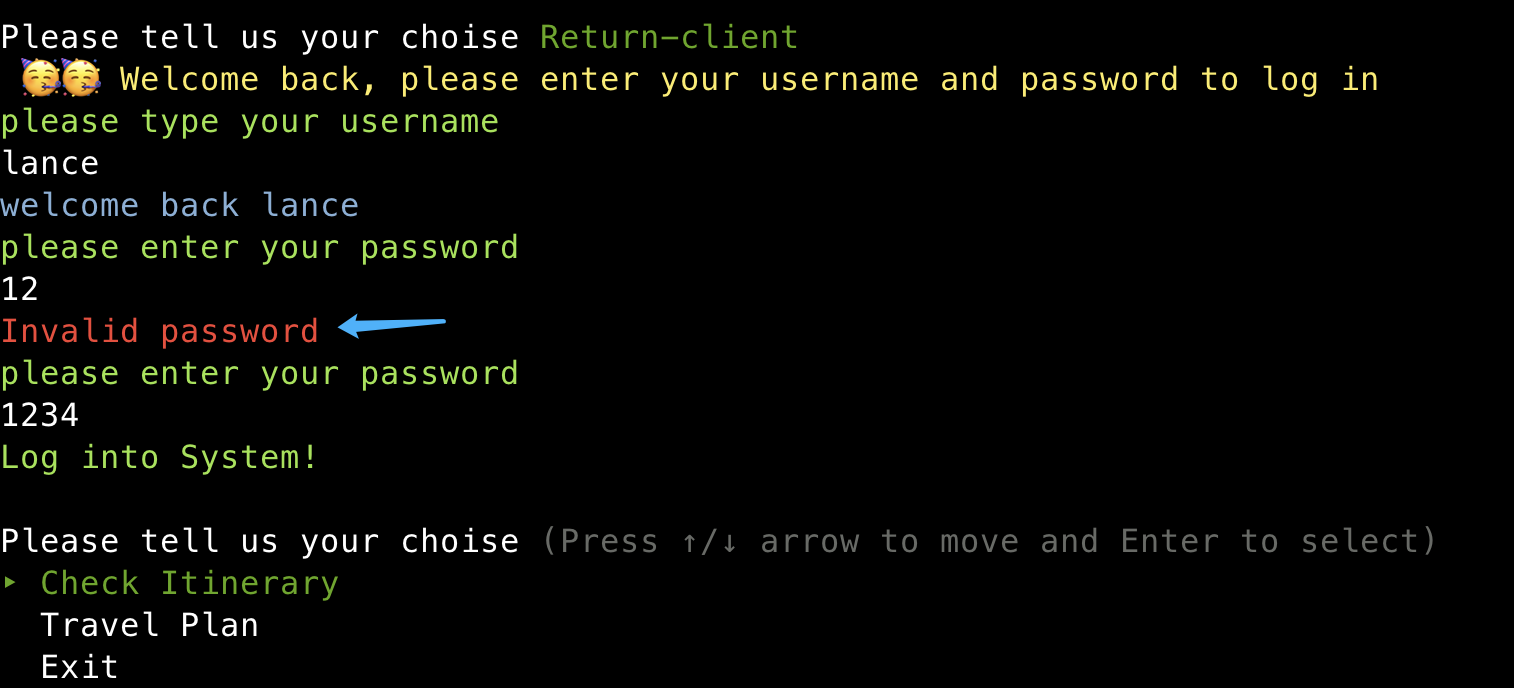 Please tell us your choise Return-client
🥳🥳 Welcome back, please enter your username and password to log in
please type your username
lance
welcome back lance
please enter your password
12
Invalid password
please enter your password
1234
Log into System!
Please tell us your choise (Press ↑/↓ arrow to move and Enter to select)
‣ Check Itinerary
Travel Plan
Exit